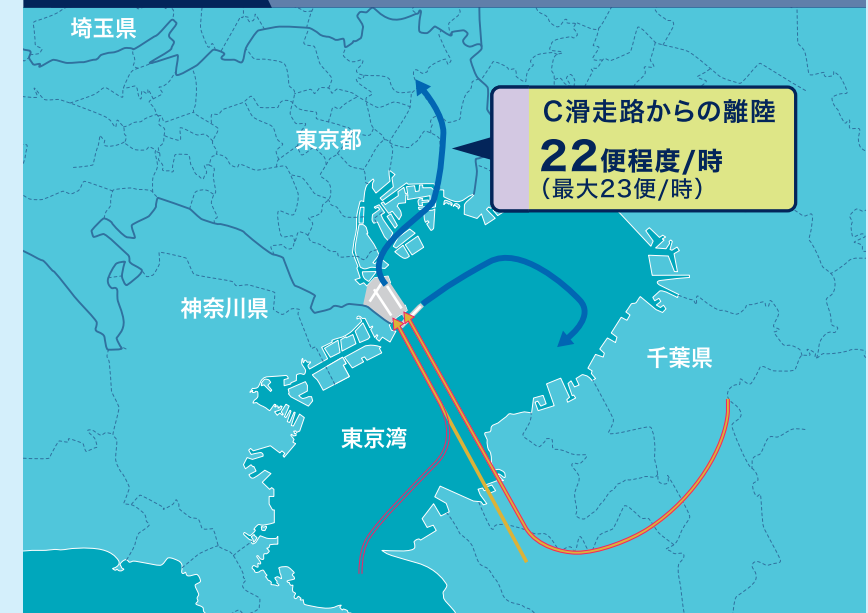 埼玉県
C滑走路からの離陸
東京都
22便程度/時
(最大23便/時)
神奈川県
千葉県
東京湾